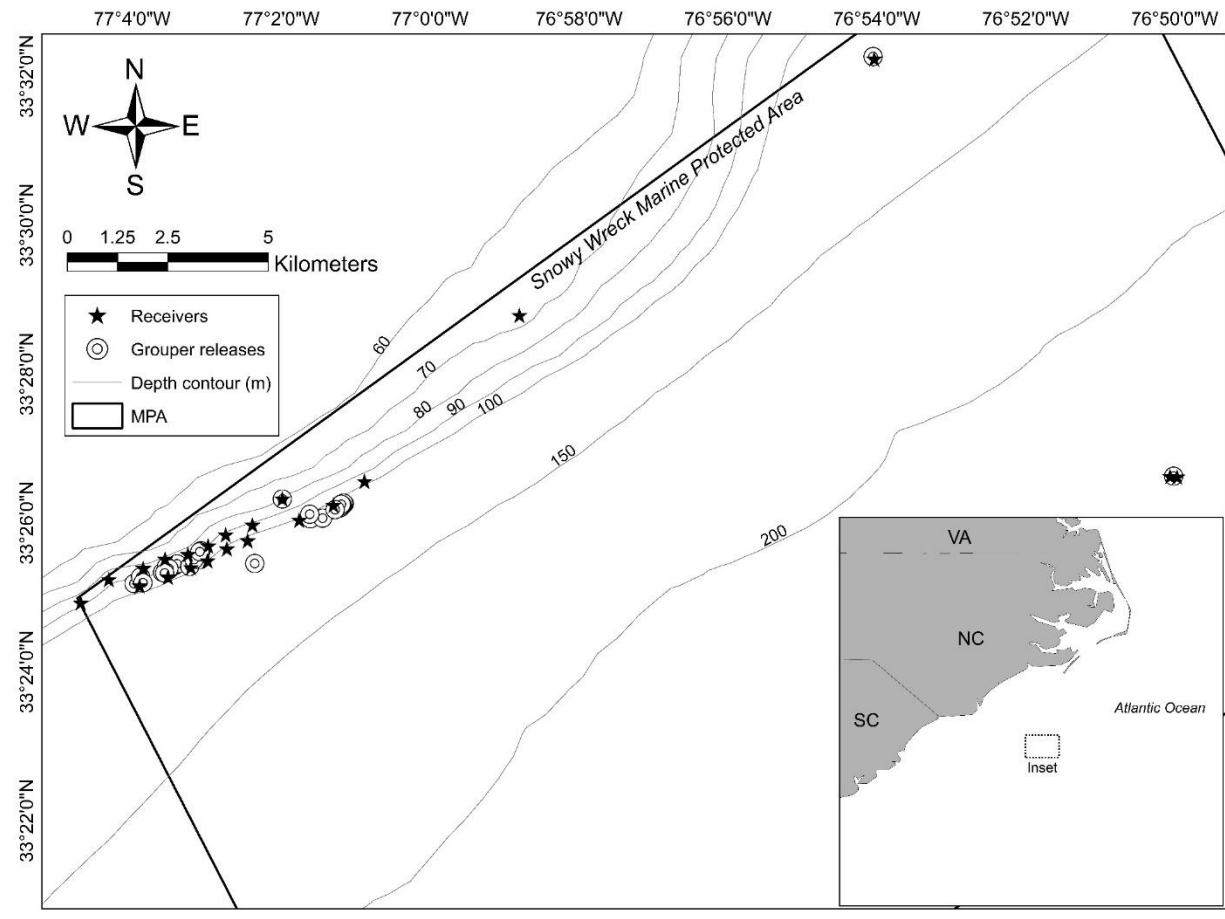 77°4'0"W 77°2'0"W 77°0'0"W 76°58'0"W 76°56'0"W 76°54'0"W 76°52'0"W 76°50'0"W
33°32'0"N
33°30'0"N
33°28'0"N
33°26'0"N
33°24'0"N
33°22'0"N
N
W E
S
0 1.25 2.5 5
Kilometers
Receivers
Grouper releases
Depth contour (m)
MPA
Snowy Wreck Marine Protected Area
60
70
80
90
100
150
200
VA
NC
SC
Atlantic Ocean
Inset